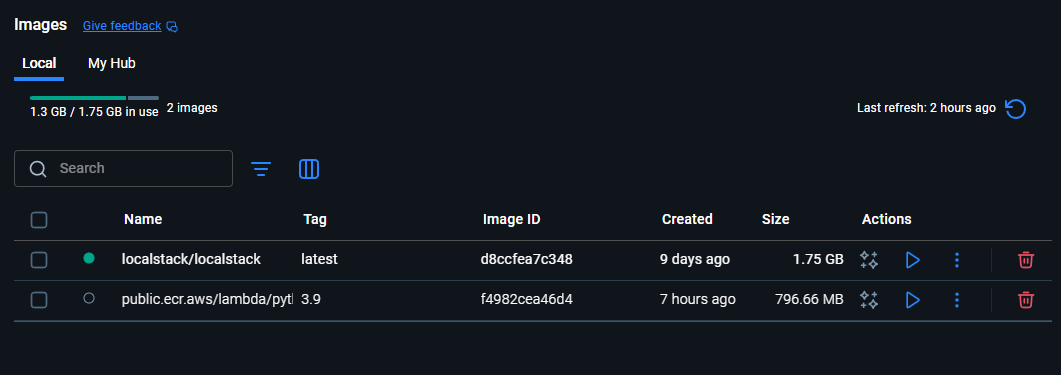 Images Give feedback
Local My Hub
1.3 GB / 1.75 GB in use 2 images Last refresh: 2 hours ago
Search
Name Tag Image ID Created Size Actions
localstack/localstack latest d8ccfea7c348 9 days ago 1.75 GB
public.ecr.aws/lambda/pyt 3.9 f4982cea46d4 7 hours ago 796.66 MB